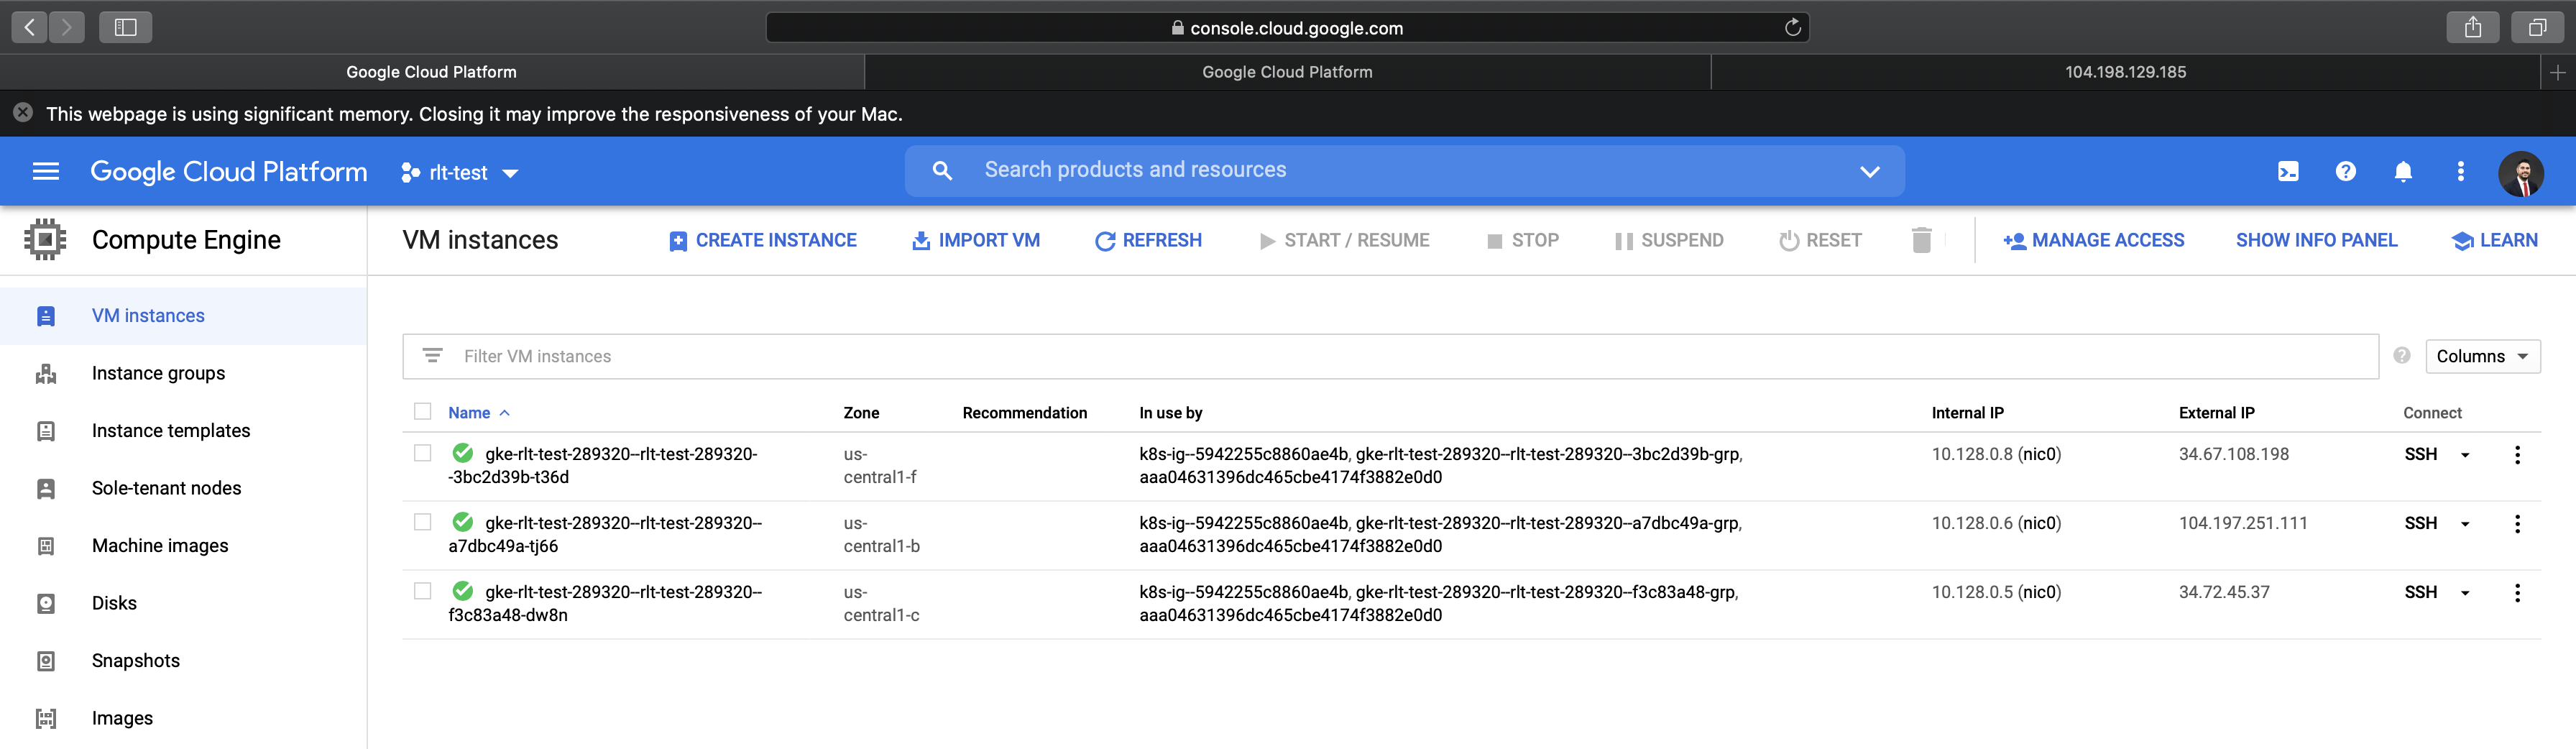 console.cloud.google.com
Google Cloud Platform
Google Cloud Platform
104.198.129.185
This webpage is using significant memory. Closing it may improve the responsiveness of your Mac.
Google Cloud Platform
rlt-test
Search products and resources
Compute Engine
VM instances
CREATE INSTANCE
IMPORT VM
REFRESH
START / RESUME
STOP
SUSPEND
RESET
MANAGE ACCESS
SHOW INFO PANEL
LEARN
VM instances
Instance groups
Instance templates
Sole-tenant nodes
Machine images
Disks
Snapshots
Images
Filter VM instances
Columns
Name
Zone
Recommendation
In use by
Internal IP
External IP
Connect
gke-rlt-test-289320--rlt-test-289320-
-3bc2d39b-t36d
us-
central1-f
k8s-ig--5942255c8860ae4b, gke-rlt-test-289320--rlt-test-289320--3bc2d39b-grp,
aaa04631396dc465cbe4174f3882e0d0
10.128.0.8 (nic0)
34.67.108.198
SSH
gke-rlt-test-289320--rlt-test-289320--
a7dbc49a-tj66
us-
central1-b
k8s-ig--5942255c8860ae4b, gke-rlt-test-289320--rlt-test-289320--a7dbc49a-grp,
aaa04631396dc465cbe4174f3882e0d0
10.128.0.6 (nic0)
104.197.251.111
SSH
gke-rlt-test-289320--rlt-test-289320--
f3c83a48-dw8n
us-
central1-c
k8s-ig--5942255c8860ae4b, gke-rlt-test-289320--rlt-test-289320--f3c83a48-grp,
aaa04631396dc465cbe4174f3882e0d0
10.128.0.5 (nic0)
34.72.45.37
SSH